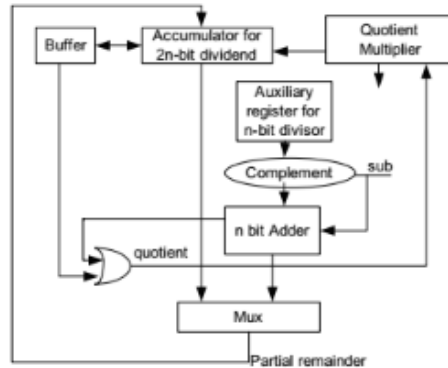 Buffer
Accumulator for
2n-bit dividend
Quotient
Multiplier
Auxiliary
register for
n-bit divisor
Complement
sub
n bit Adder
quotient
Mux
Partial remainder